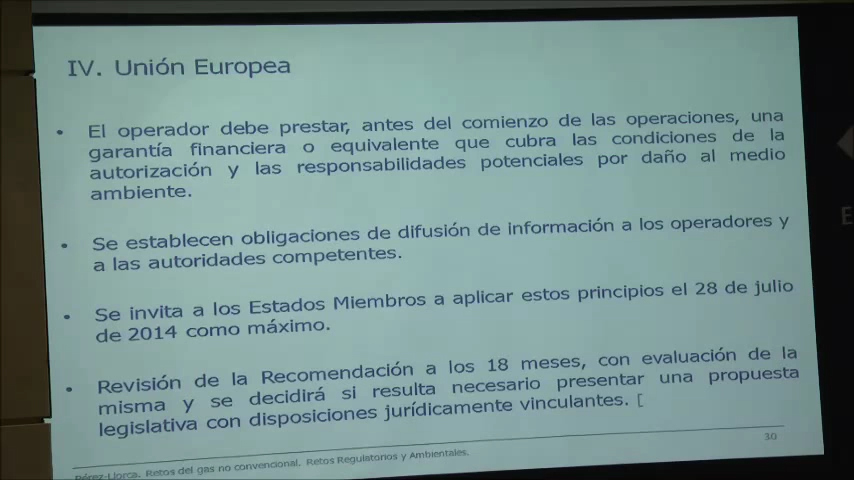 IV. Unión Europea
• El operador debe prestar, antes del comienzo de las operaciones, una
garantía financiera o equivalente que cubra las condiciones de la
autorización y las responsabilidades potenciales por daño al medio
ambiente.
• Se establecen obligaciones de difusión de información a los operadores y
a las autoridades competentes.
• Se invita a los Estados Miembros a aplicar estos principios el 28 de julio
de 2014 como máximo.
• Revisión de la Recomendación a los 18 meses, con evaluación de la
misma y se decidirá si resulta necesario presentar una propuesta
legislativa con disposiciones jurídicamente vinculantes. [
30
Pérez-Llorca. Retos del gas no convencional. Retos Regulatorios y Ambientales.
E